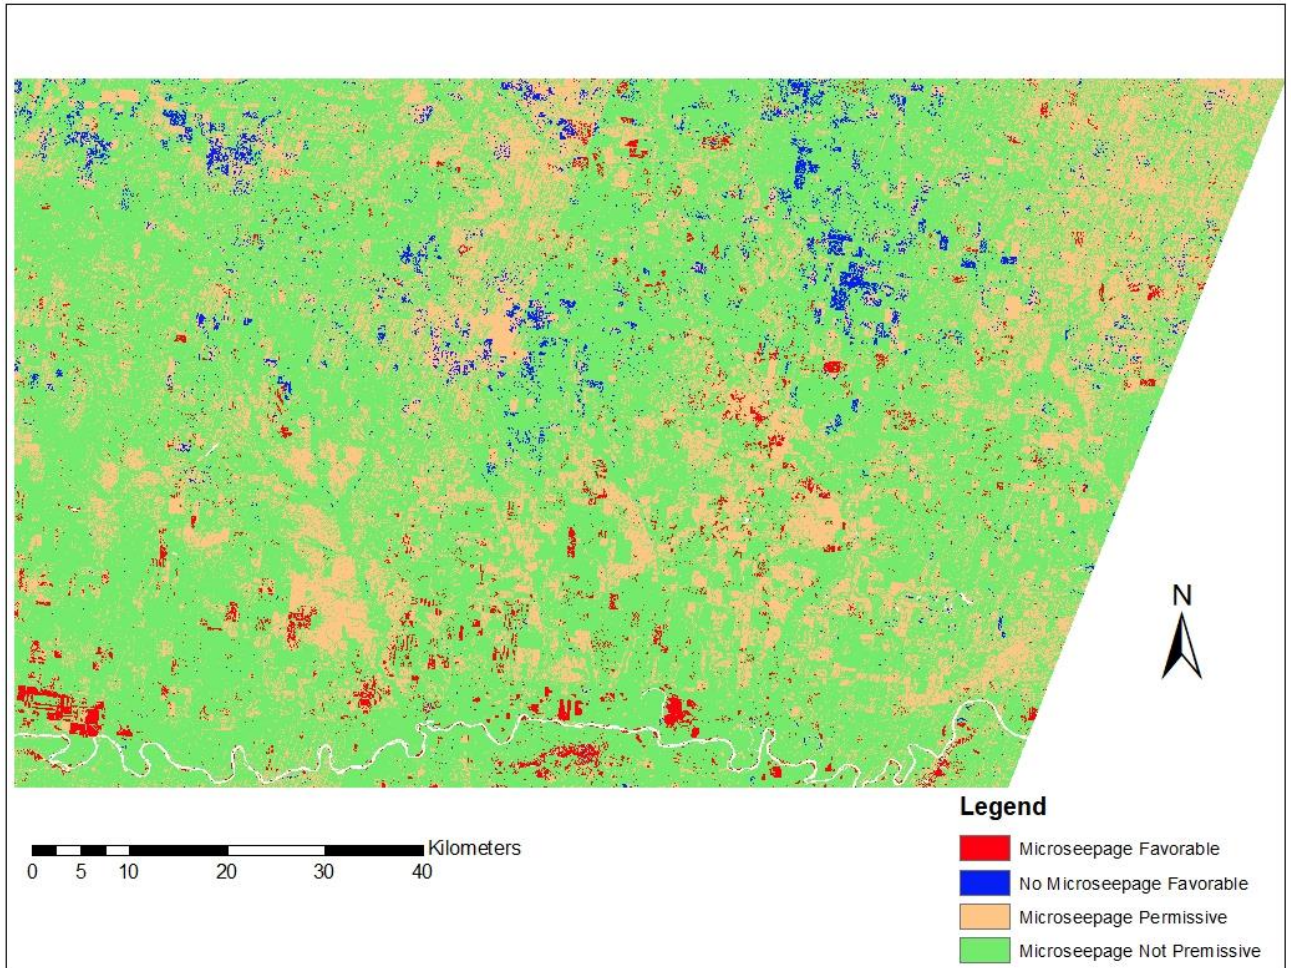 N
Kilometers
0 5 10 20 30 40
Legend
Microseepage Favorable
No Microseepage Favorable
Microseepage Permissive
Microseepage Not Premissive